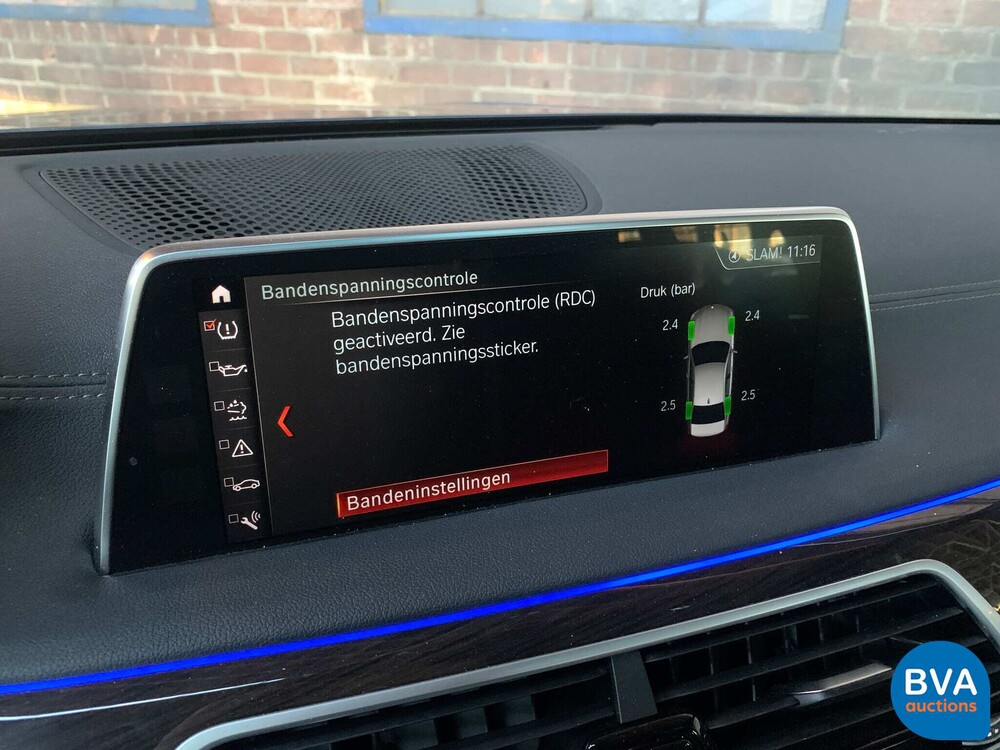 SLAM! 11:16
Bandenspanningscontrole
Bandenspanningscontrole (RDC)
geactiveerd. Zie
bandenspanningssticker.
Bandeninstellingen
Druk (bar)
2.4 2.4
2.5 2.5
BVA
auctions